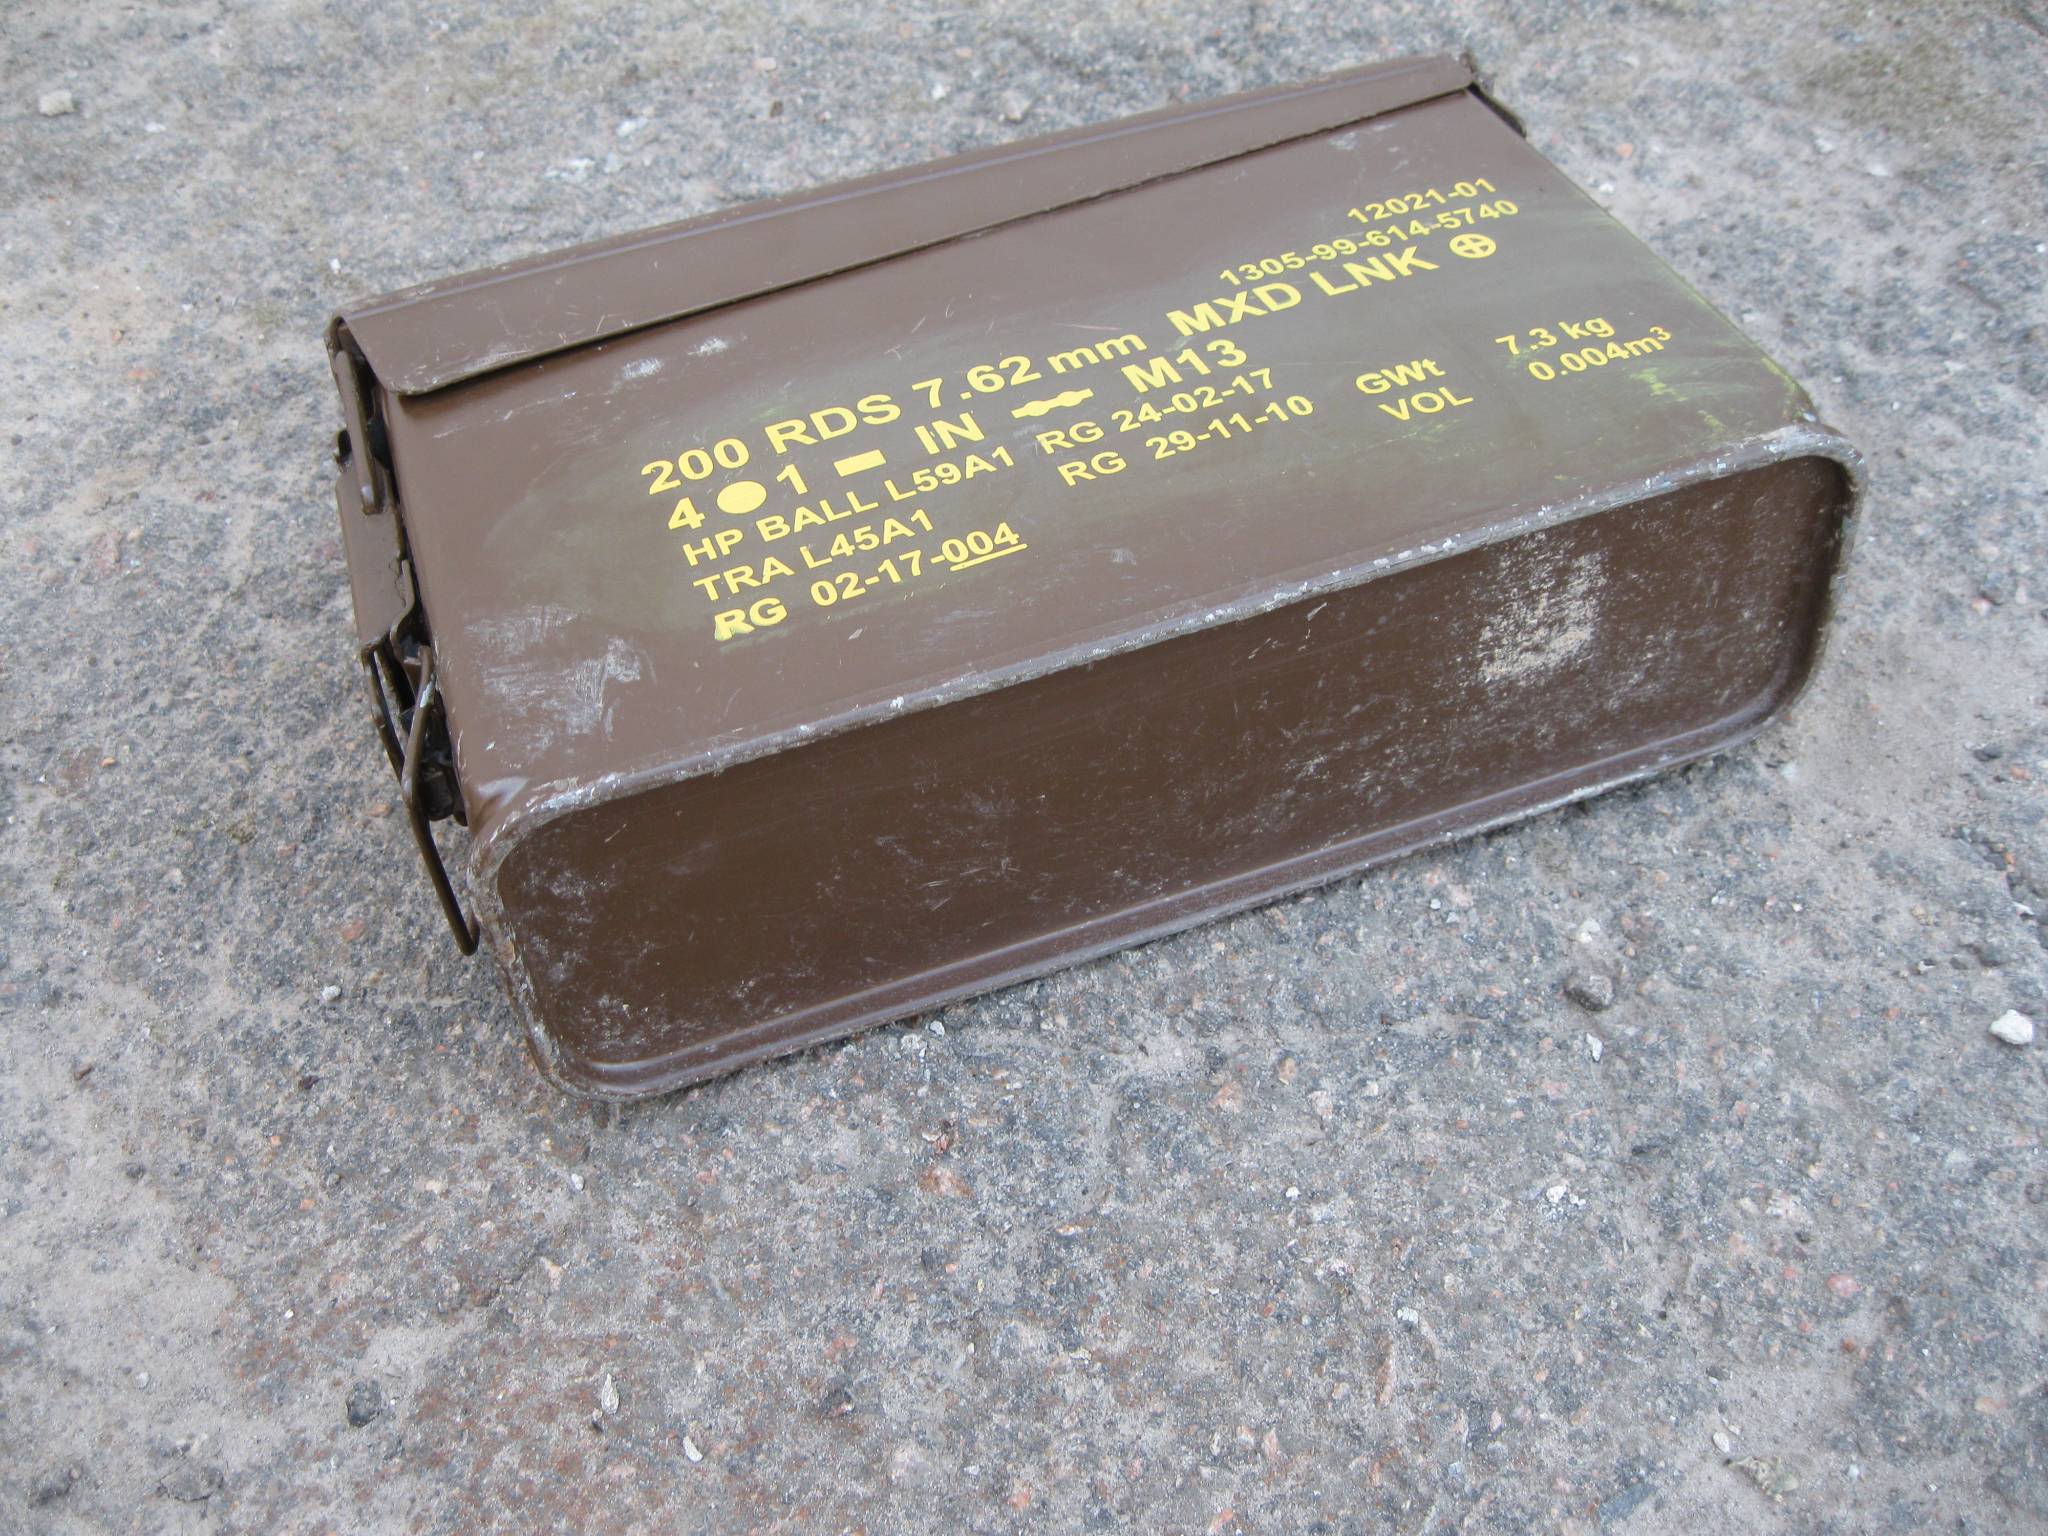 12021-01
1305-99-614-5740
200 RDS 7.62 mm MXD LNK
4 1 IN M13
HP BALL L59A1 RG 24-02-17 GWt 7.3 kg
TRA L45A1 RG 29-11-10 VOL 0.004m³
RG 02-17-004